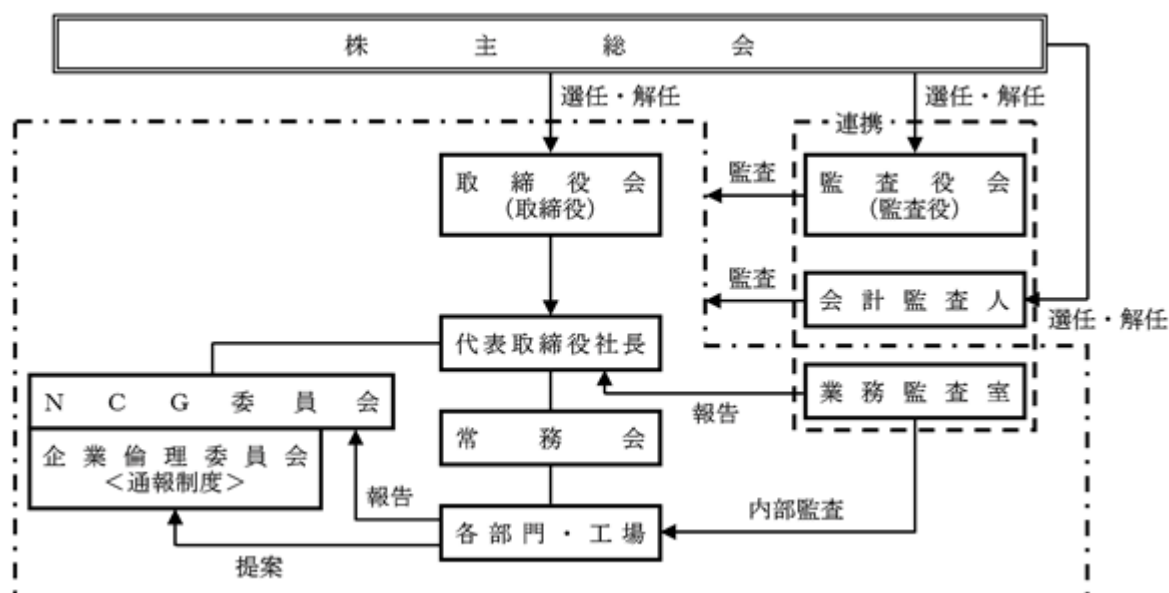 株主総会
選任・解任
選任・解任
連携
取締役会
(取締役)
監査
監査役会
(監査役)
監査
会計監査人
選任・解任
代表取締役社長
NCG委員会
報告
業務監査室
企業倫理委員会
<通報制度>
常務会
報告
内部監査
各部門・工場
提案